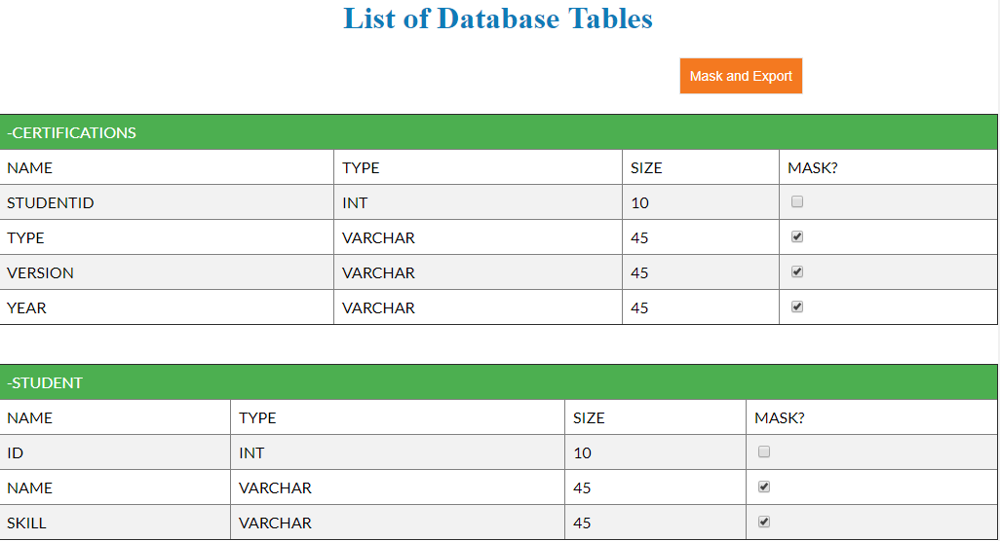 List of Database Tables
Mask and Export
-CERTIFICATIONS
NAME TYPE SIZE MASK?
STUDENTID INT 10
TYPE VARCHAR 45
VERSION VARCHAR 45
YEAR VARCHAR 45
-STUDENT
NAME TYPE SIZE MASK?
ID INT 10
NAME VARCHAR 45
SKILL VARCHAR 45